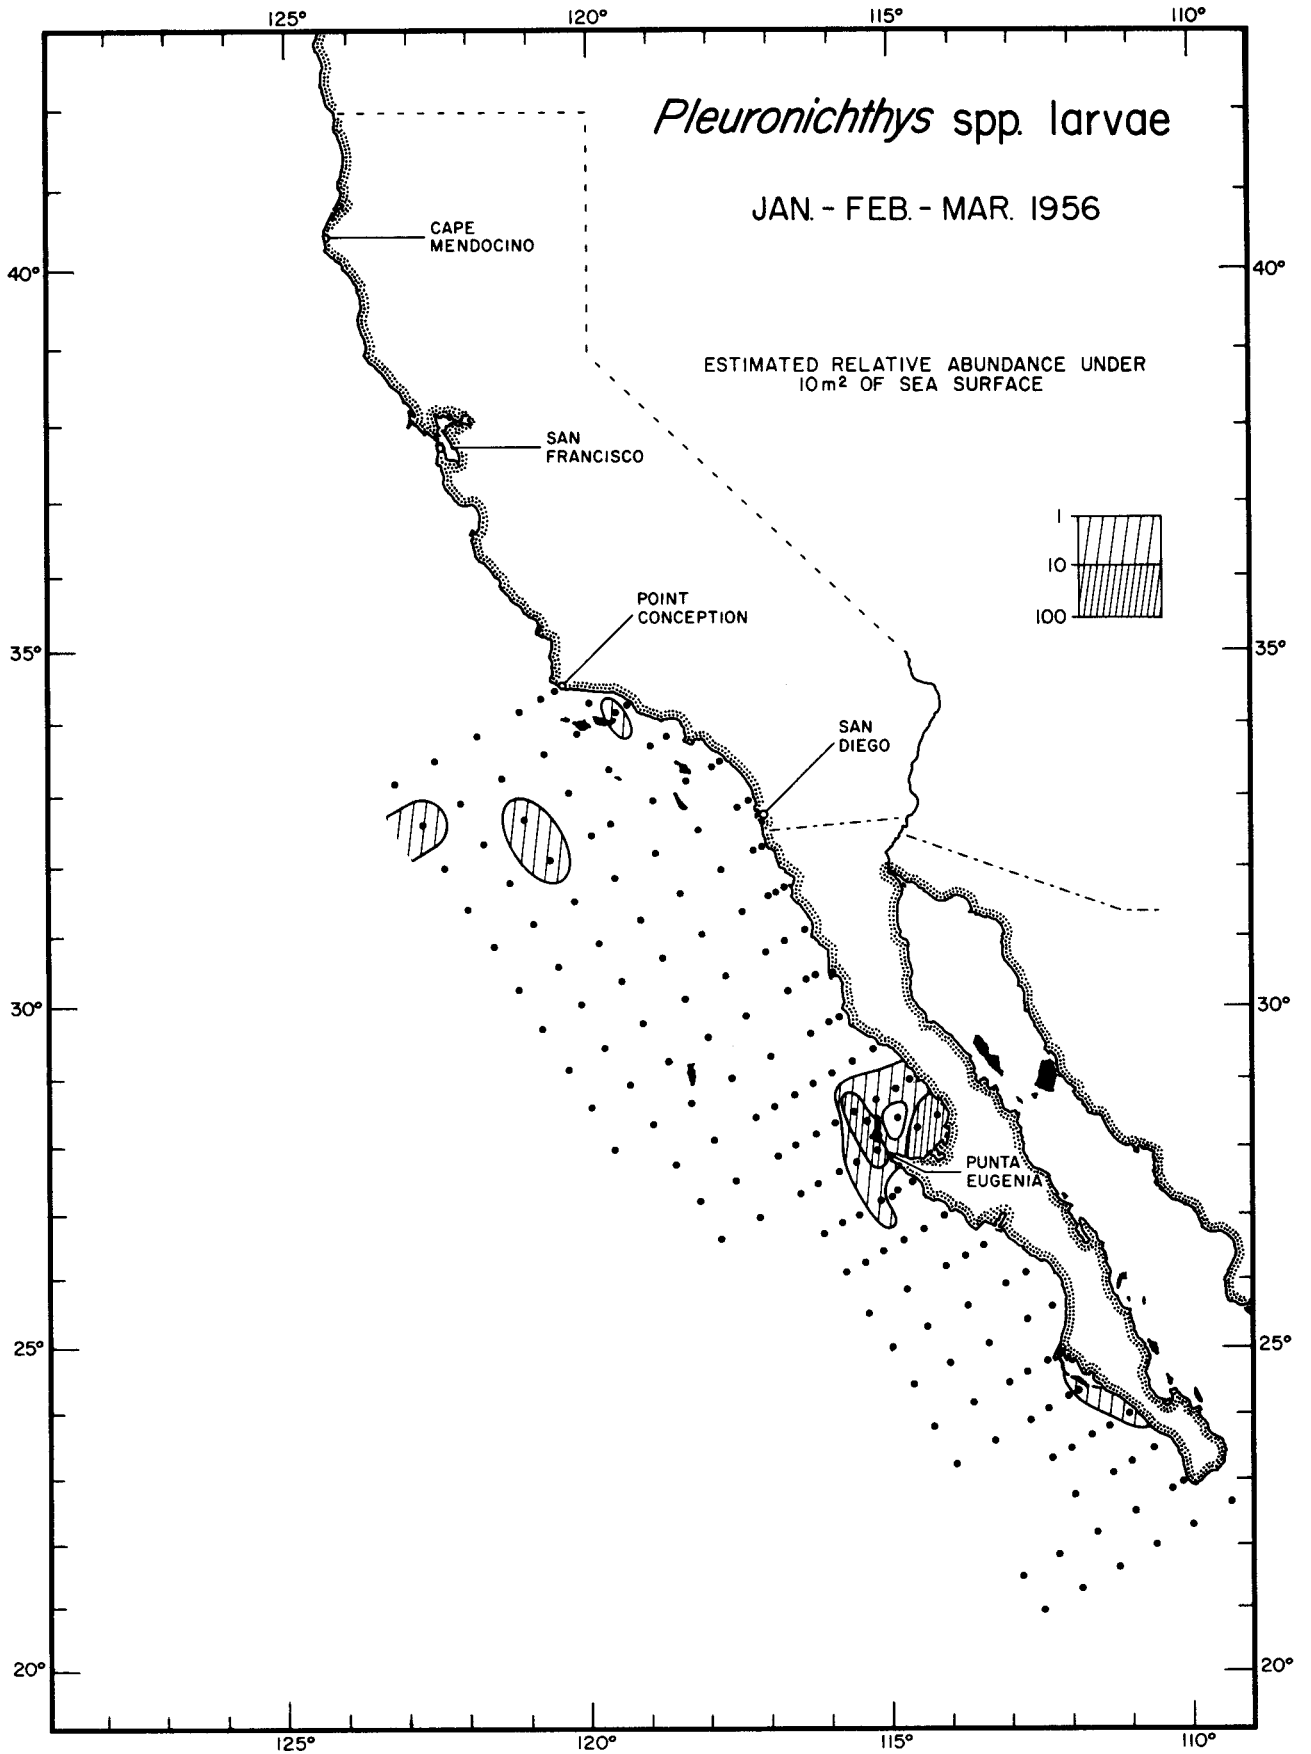 125° 120° 115° 110°
Pleuronichthys spp. larvae
JAN. - FEB. - MAR. 1956
CAPE
MENDOCINO
40° 40°
ESTIMATED RELATIVE ABUNDANCE UNDER
10m² OF SEA SURFACE
SAN
FRANCISCO
1
10
100
POINT
CONCEPTION
35° 35°
SAN
DIEGO
30° 30°
PUNTA
EUGENIA
25° 25°
20° 20°
125° 120° 115° 110°